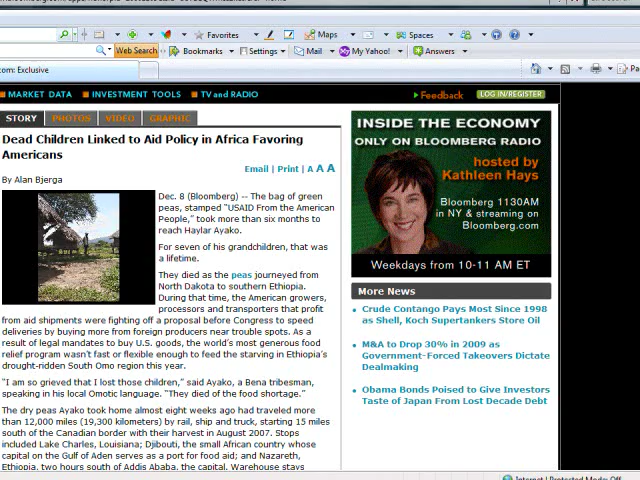 Favorites Maps Spaces
Web Search Bookmarks Settings Mail My Yahoo! Answers
com: Exclusive
MARKET DATA INVESTMENT TOOLS TV and RADIO Feedback LOG IN/REGISTER
STORY PHOTOS VIDEO GRAPHIC
Dead Children Linked to Aid Policy in Africa Favoring
Americans
Email | Print | A A A
By Alan Bjerga
Dec. 8 (Bloomberg) -- The bag of green
peas, stamped "USAID From the American
People," took more than six months to
reach Haylar Ayako.
For seven of his grandchildren, that was
a lifetime.
They died as the peas journeyed from
North Dakota to southern Ethiopia.
During that time, the American growers,
processors and transporters that profit
from aid shipments were fighting off a proposal before Congress to speed
deliveries by buying more from foreign producers near trouble spots. As a
result of legal mandates to buy U.S. goods, the world's most generous food
relief program wasn't fast or flexible enough to feed the starving in Ethiopia's
drought-ridden South Omo region this year.
"I am so grieved that I lost those children," said Ayako, a Bena tribesman,
speaking in his local Omotic language. "They died of the food shortage."
The dry peas Ayako took home almost eight weeks ago had traveled more
than 12,000 miles (19,300 kilometers) by rail, ship and truck, starting 15 miles
south of the Canadian border with their harvest in August 2007. Stops
included Lake Charles, Louisiana; Djibouti, the small African country whose
capital on the Gulf of Aden serves as a port for food aid; and Nazareth,
Ethiopia, two hours south of Addis Ababa, the capital. Warehouse stays
INSIDE THE ECONOMY
ONLY ON BLOOMBERG RADIO
hosted by
Kathleen Hays
Bloomberg 1130AM
in NY & streaming on
Bloomberg.com
Weekdays from 10-11 AM ET
More News
Crude Contango Pays Most Since 1998
as Shell, Koch Supertankers Store Oil
M&A to Drop 30% in 2009 as
Government-Forced Takeovers Dictate
Dealmaking
Obama Bonds Poised to Give Investors
Taste of Japan From Lost Decade Debt
Internet | Protected Mode: Off